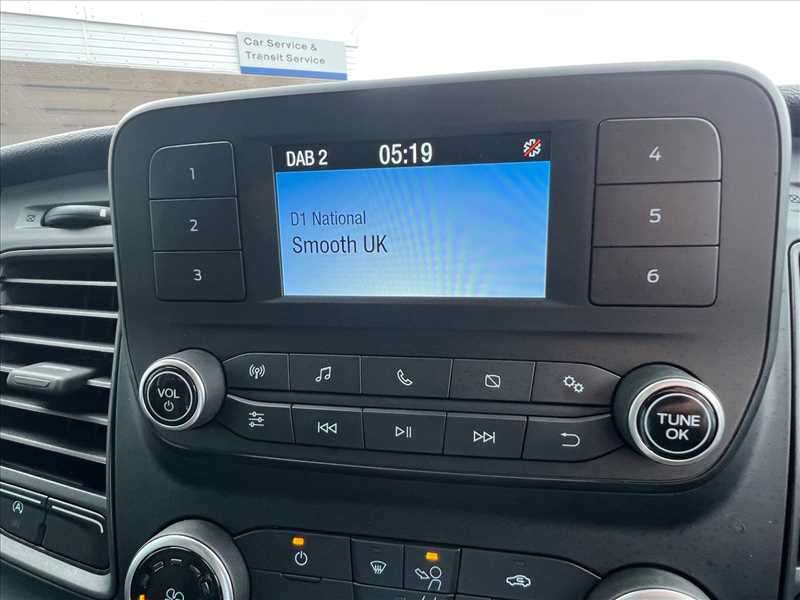 Car Service &
Transit Service
DAB 2 05:19
D1 National
Smooth UK
1
2
3
4
5
6
VOL
TUNE
OK
A